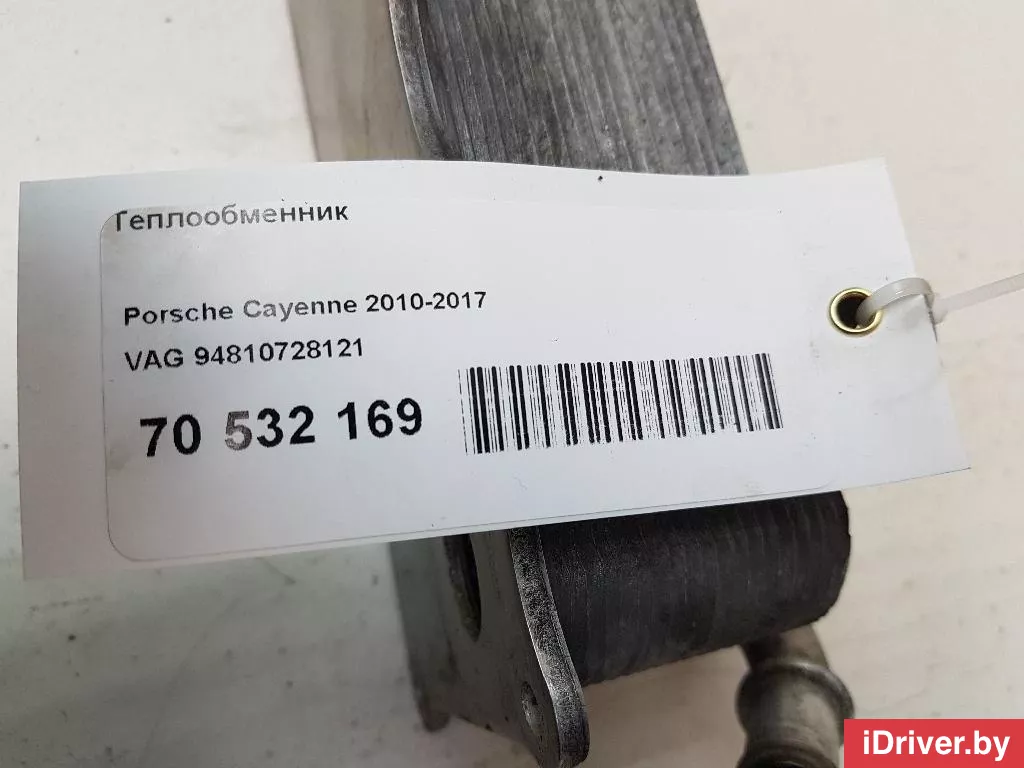 Теплообменник
Porsche Cayenne 2010-2017
VAG 94810728121
70 532 169
iDriver.by